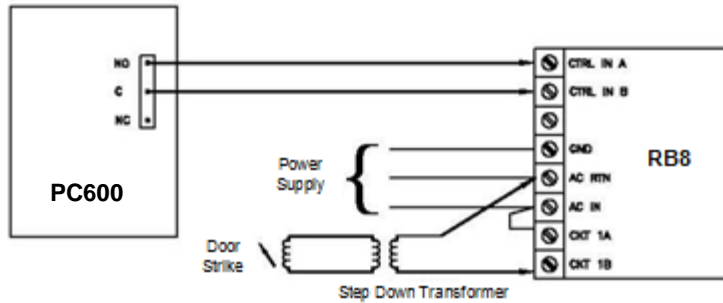 NO
C
NC
PC600
CTRL IN A
CTRL IN B
GND
AC RTN
AC IN
CKT 1A
CKT 1B
RB8
Power
Supply
Door
Strike
Step Down Transformer